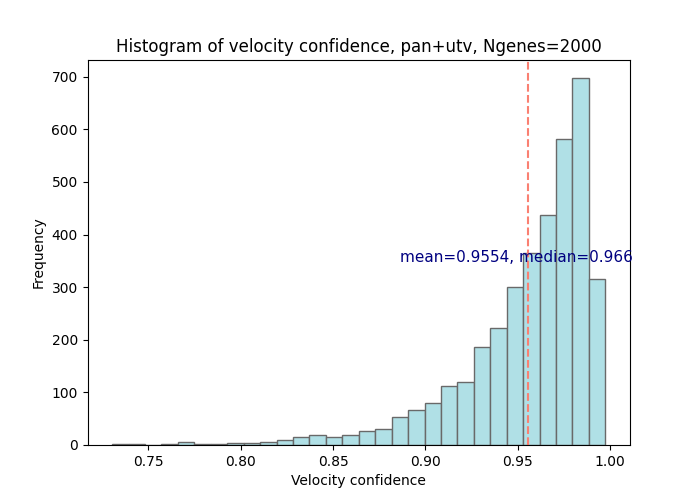 Histogram of velocity confidence, pan+utv, Ngenes=2000
700
600
500
400
300
200
100
0
Frequency
mean=0.9554, median=0.966
0.75 0.80 0.85 0.90 0.95 1.00
Velocity confidence